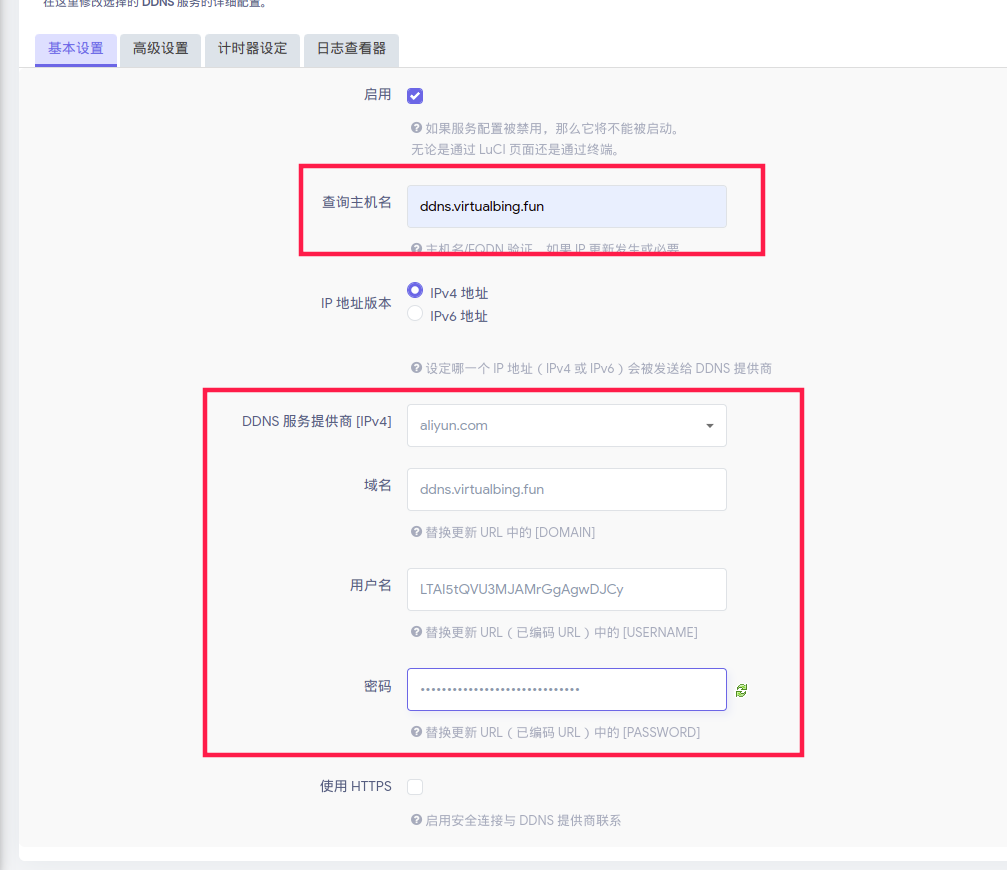 在这里修改选择的 DDNS 服务的详细配置。
基本设置 高级设置 计时器设定 日志查看器
启用
如果服务配置被禁用，那么它将不能被启动。
无论是通过 LuCI 页面还是通过终端。
查询主机名 ddns.virtualbing.fun
主机名/FQDN 验证，如果 IP 更新发生或必要
IP 地址版本 IPv4 地址
IPv6 地址
设定哪一个 IP 地址（IPv4 或 IPv6）会被发送给 DDNS 提供商
DDNS 服务提供商 [IPv4] aliyun.com
域名 ddns.virtualbing.fun
替换更新 URL 中的 [DOMAIN]
用户名 LTAI5tQVU3MJAMrGgAgwDJCy
替换更新 URL（已编码 URL）中的 [USERNAME]
密码 ••••••••••••••••••••••••••••••
替换更新 URL（已编码 URL）中的 [PASSWORD]
使用 HTTPS
启用安全连接与 DDNS 提供商联系